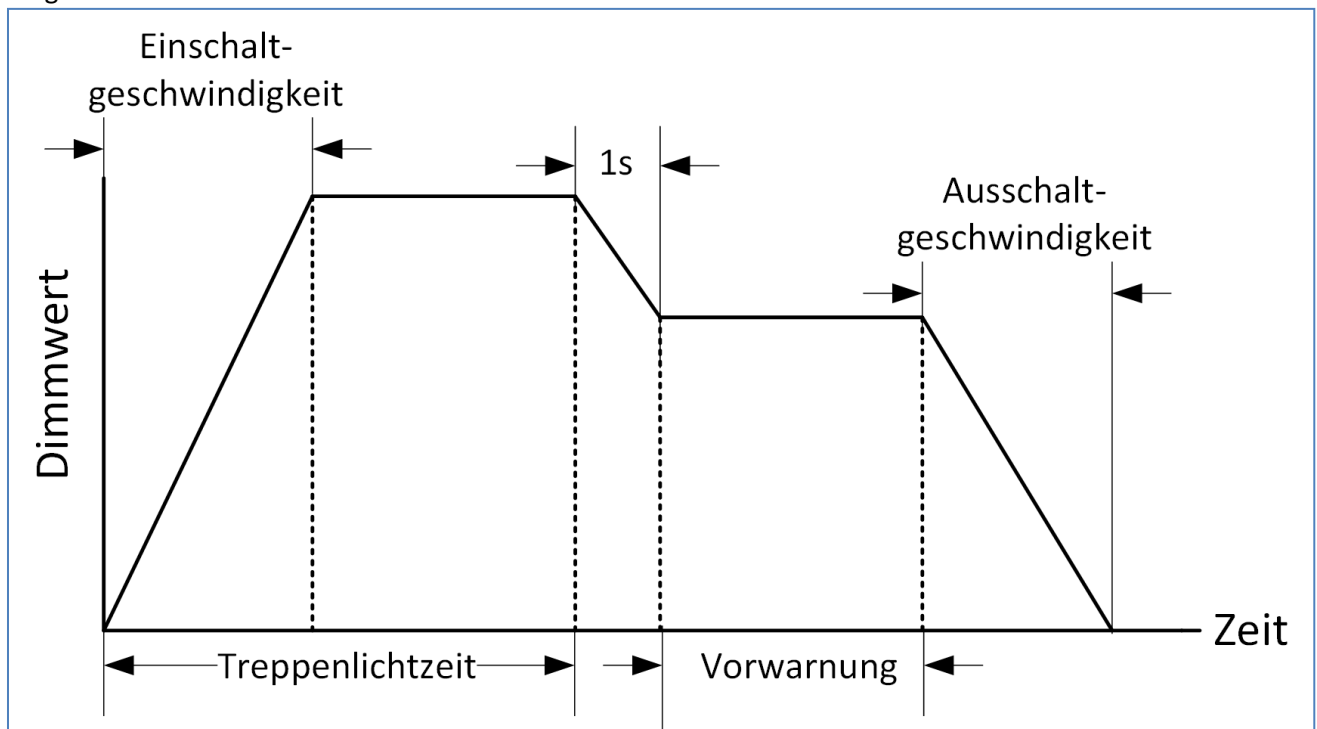 Einschalt-
geschwindigkeit
1s
Ausschalt-
geschwindigkeit
Dimmwert
Zeit
Treppenlichtzeit
Vorwarnung